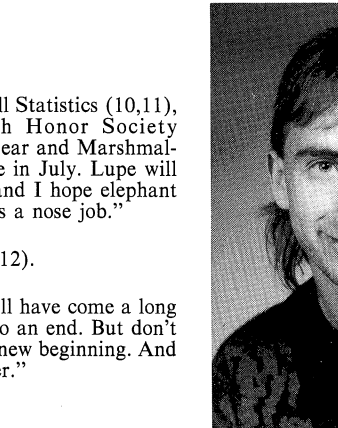 ll Statistics (10,11),
h Honor Society
ear and Marshmal-
e in July. Lupe will
and I hope elephant
s a nose job.”
12).
ll have come a long
o an end. But don’t
new beginning. And
er.”